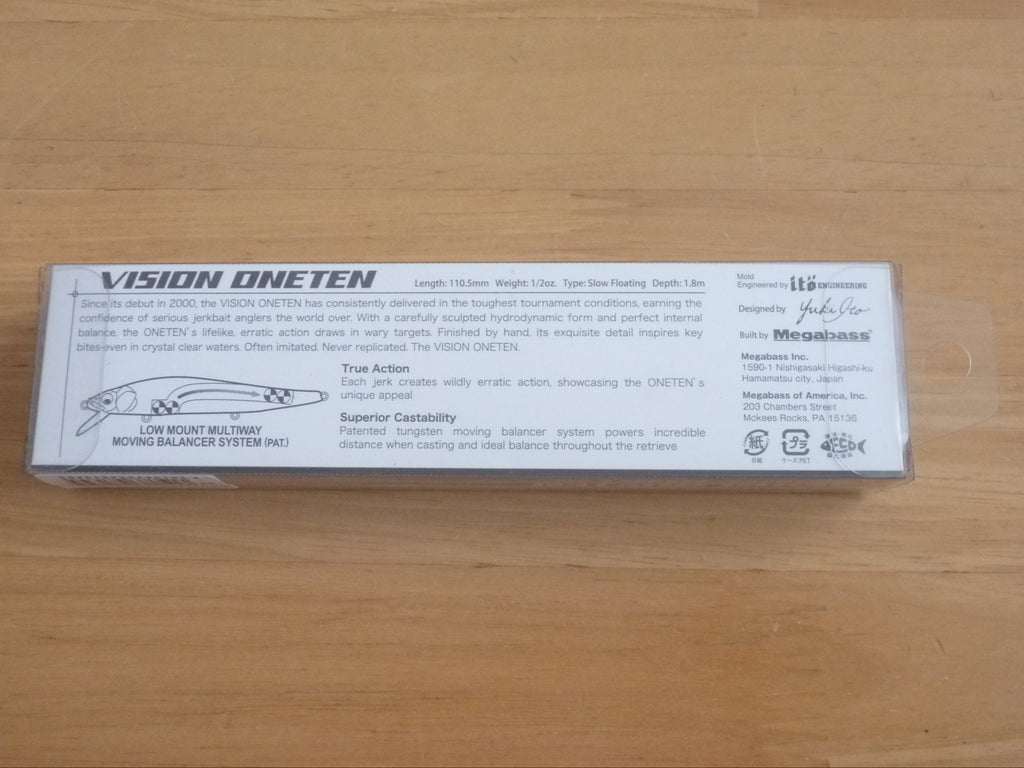 VISION ONETEN
Length: 110.5mm Weight: 1/2oz. Type: Slow Floating Depth: 1.8m
Since its debut in 2000, the VISION ONETEN has consistently delivered in the toughest tournament conditions, earning the
confidence of serious jerkbait anglers the world over. With a carefully sculpted hydrodynamic form and perfect internal
balance, the ONETEN's lifelike, erratic action draws in wary targets. Finished by hand, its exquisite detail inspires key
bites-even in crystal clear waters. Often imitated. Never replicated. The VISION ONETEN.
LOW MOUNT MULTIWAY
MOVING BALANCER SYSTEM (PAT.)
True Action
Each jerk creates wildly erratic action, showcasing the ONETEN's
unique appeal
Superior Castability
Patented tungsten moving balancer system powers incredible
distance when casting and ideal balance throughout the retrieve
Mold
Engineered by itö ENGINEERING
Designed by Yuki Ito
Built by Megabass
Megabass Inc.
1590-1 Nishigasaki Higashi-ku
Hamamatsu city, Japan
Megabass of America, Inc.
203 Chambers Street
Mckees Rocks, PA 15136
紙 プラ ECO
ケース:PET